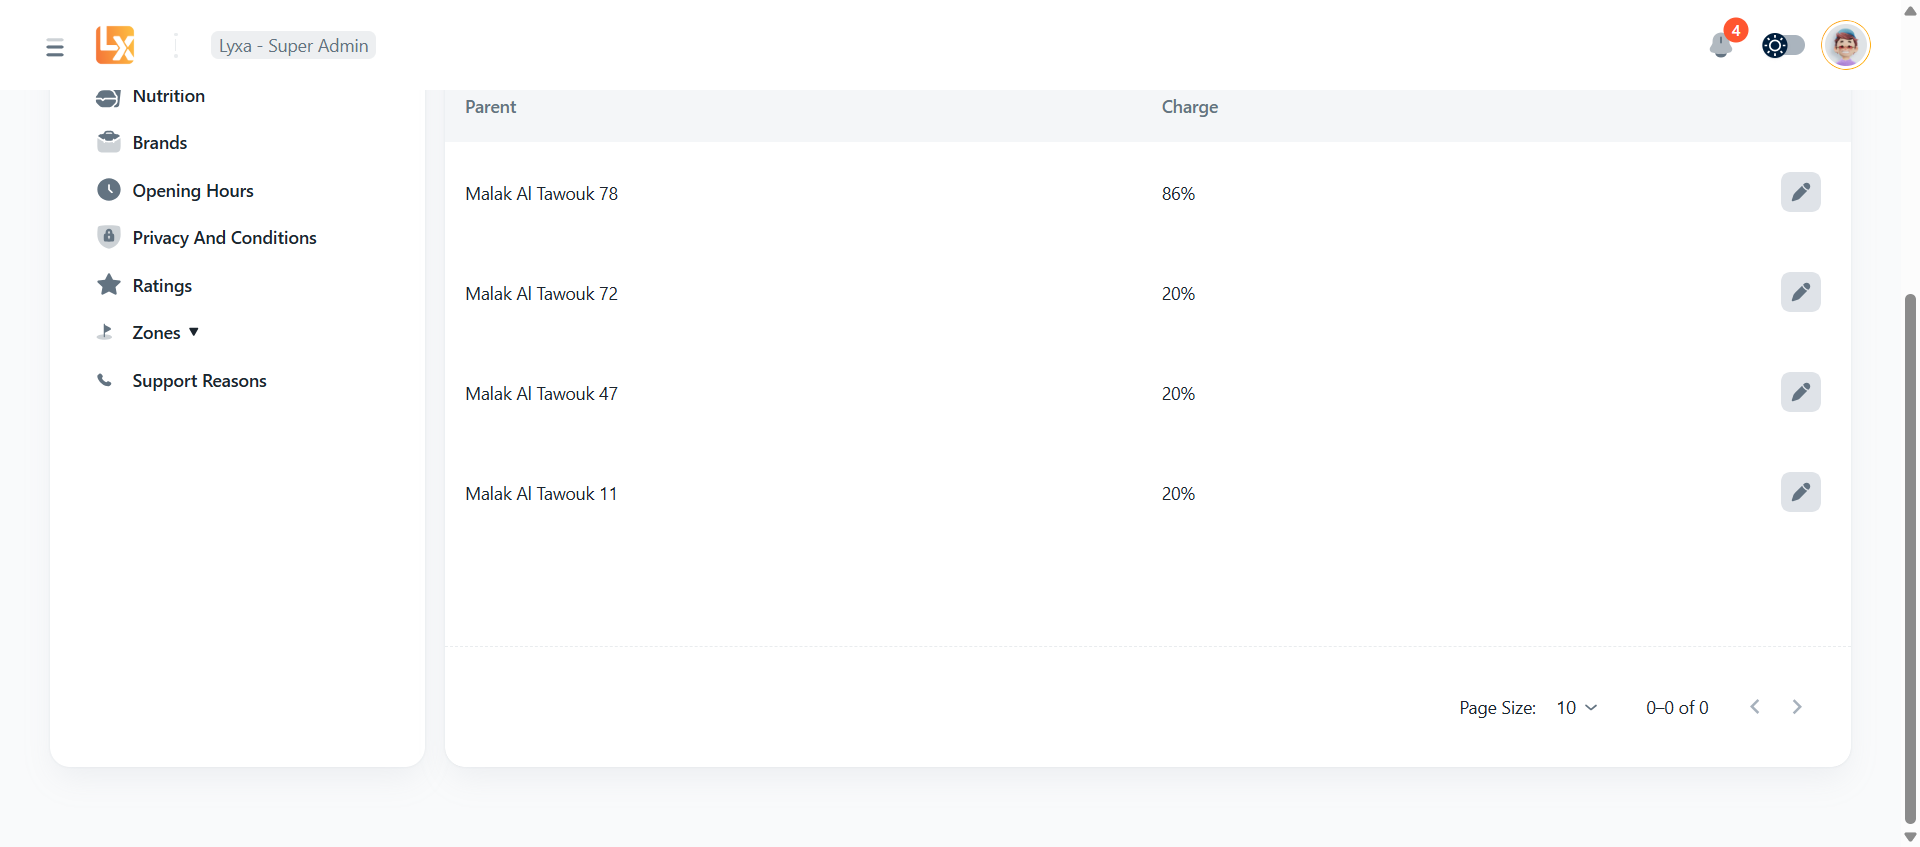 LX
Lyxa - Super Admin
4
Nutrition
Brands
Opening Hours
Privacy And Conditions
Ratings
Zones
Support Reasons
Parent Charge
Malak Al Tawouk 78 86%
Malak Al Tawouk 72 20%
Malak Al Tawouk 47 20%
Malak Al Tawouk 11 20%
Page Size: 10 0–0 of 0